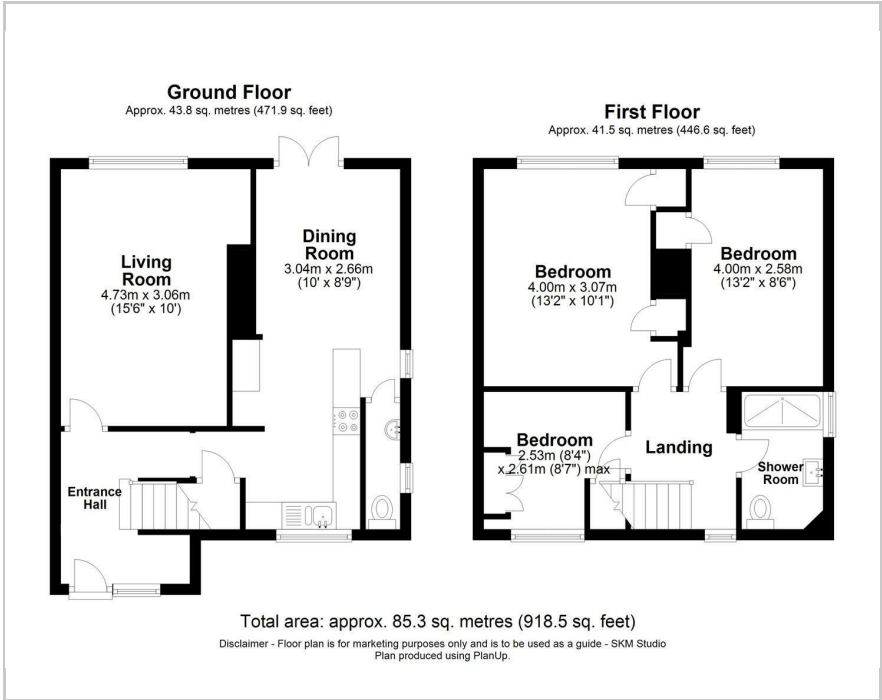 Ground Floor
Approx. 43.8 sq. metres (471.9 sq. feet)
Living
Room
4.73m x 3.06m
(15'6" x 10')
Dining
Room
3.04m x 2.66m
(10' x 8'9")
Entrance
Hall
First Floor
Approx. 41.5 sq. metres (446.6 sq. feet)
Bedroom
4.00m x 3.07m
(13'2" x 10'1")
Bedroom
4.00m x 2.58m
(13'2" x 8'6")
Bedroom
2.53m (8'4")
x 2.61m (8'7") max
Landing
Shower
Room
Total area: approx. 85.3 sq. metres (918.5 sq. feet)
Disclaimer - Floor plan is for marketing purposes only and is to be used as a guide - SKM Studio
Plan produced using PlanUp.